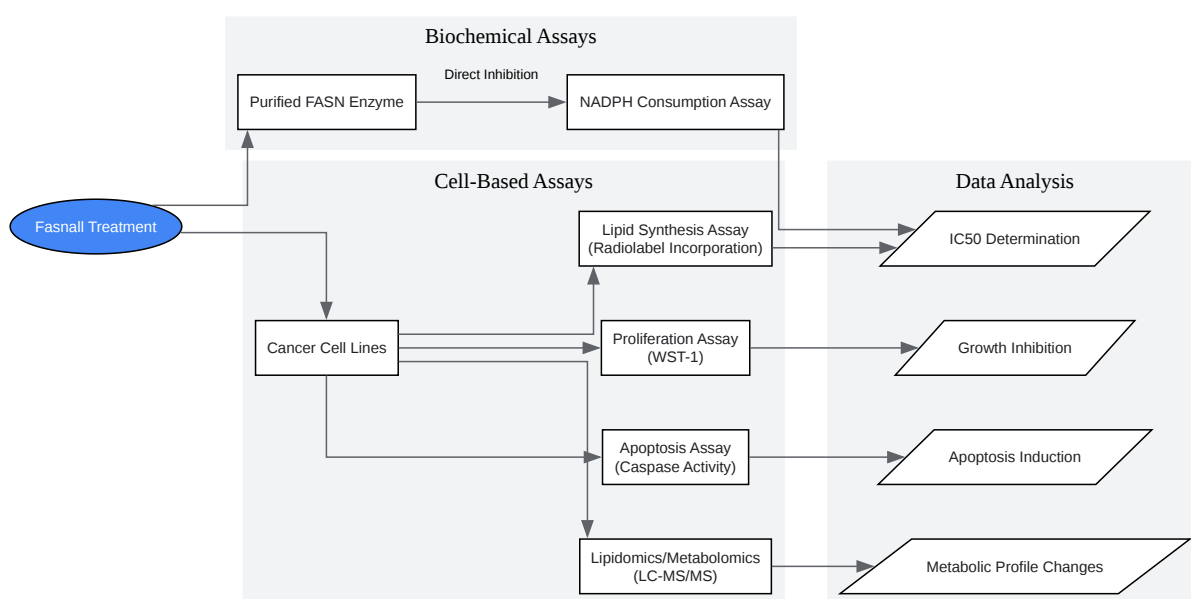 Biochemical Assays
Direct Inhibition
Purified FASN Enzyme
NADPH Consumption Assay
Fasnall Treatment
Cell-Based Assays
Cancer Cell Lines
Lipid Synthesis Assay
(Radiolabel Incorporation)
Proliferation Assay
(WST-1)
Apoptosis Assay
(Caspase Activity)
Lipidomics/Metabolomics
(LC-MS/MS)
Data Analysis
IC50 Determination
Growth Inhibition
Apoptosis Induction
Metabolic Profile Changes